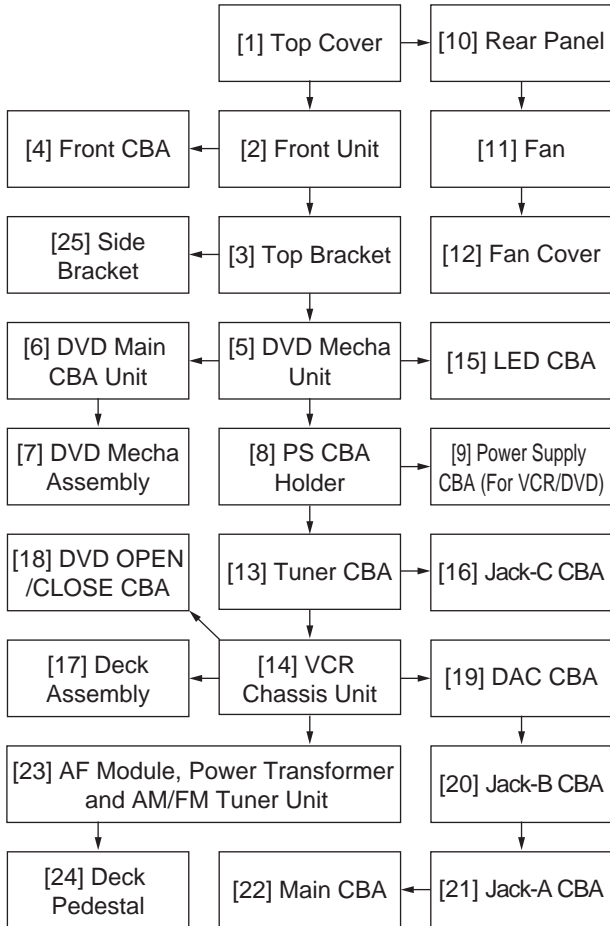 [1] Top Cover
[10] Rear Panel
[4] Front CBA
[2] Front Unit
[11] Fan
[25] Side
Bracket
[3] Top Bracket
[12] Fan Cover
[6] DVD Main
CBA Unit
[5] DVD Mecha
Unit
[15] LED CBA
[7] DVD Mecha
Assembly
[8] PS CBA
Holder
[9] Power Supply
CBA (For VCR/DVD)
[18] DVD OPEN
/CLOSE CBA
[13] Tuner CBA
[16] Jack-C CBA
[17] Deck
Assembly
[14] VCR
Chassis Unit
[19] DAC CBA
[23] AF Module, Power Transformer
and AM/FM Tuner Unit
[20] Jack-B CBA
[24] Deck
Pedestal
[22] Main CBA
[21] Jack-A CBA